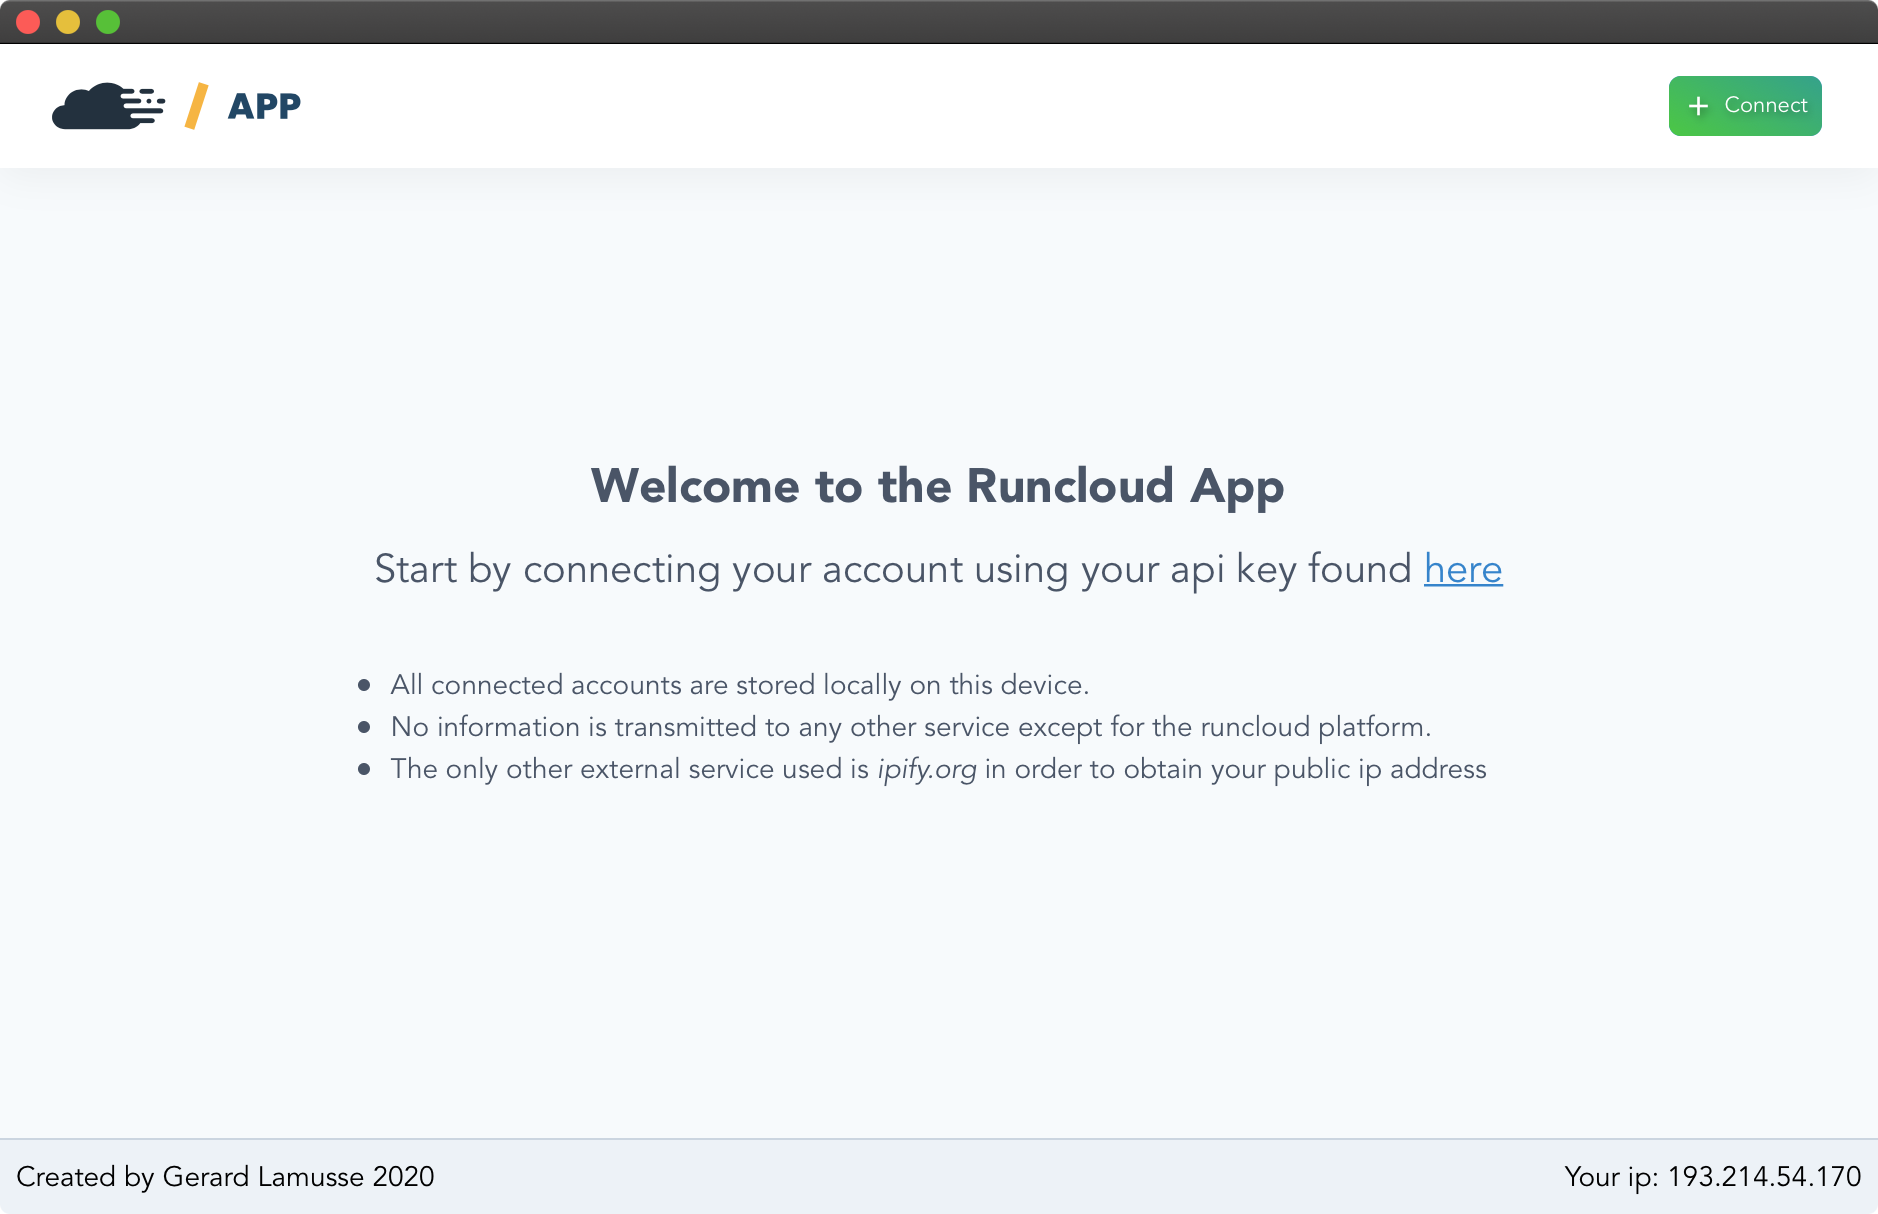 APP
+ Connect
Welcome to the Runcloud App
Start by connecting your account using your api key found here
• All connected accounts are stored locally on this device.
• No information is transmitted to any other service except for the runcloud platform.
• The only other external service used is ipify.org in order to obtain your public ip address
Created by Gerard Lamusse 2020
Your ip: 193.214.54.170